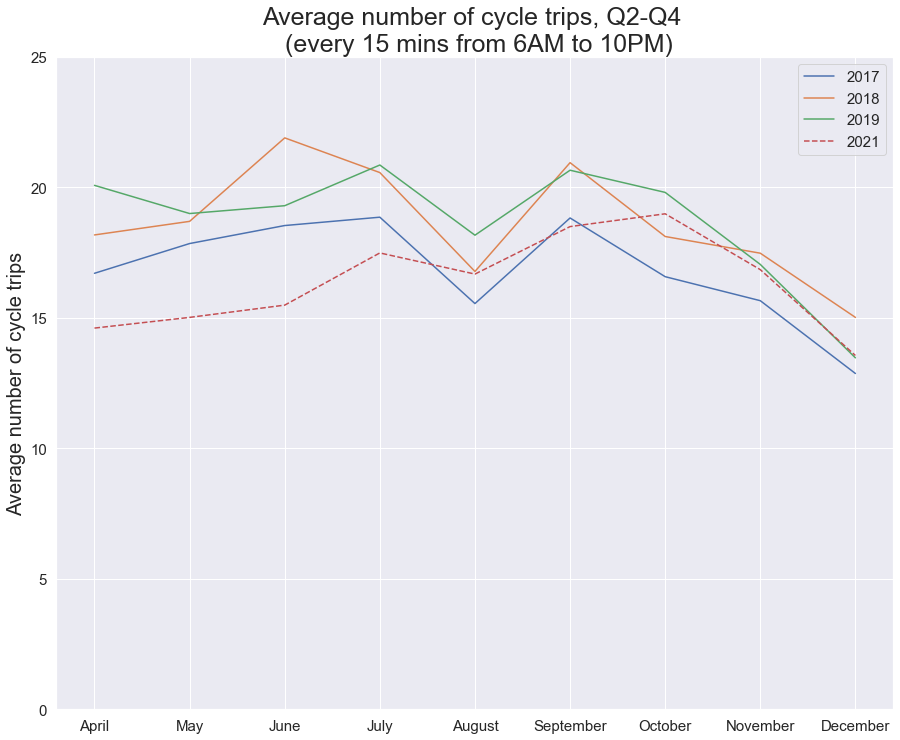 Average number of cycle trips, Q2-Q4
(every 15 mins from 6AM to 10PM)
25
20
15
10
5
0
Average number of cycle trips
2017
2018
2019
2021
April May June July August September October November December